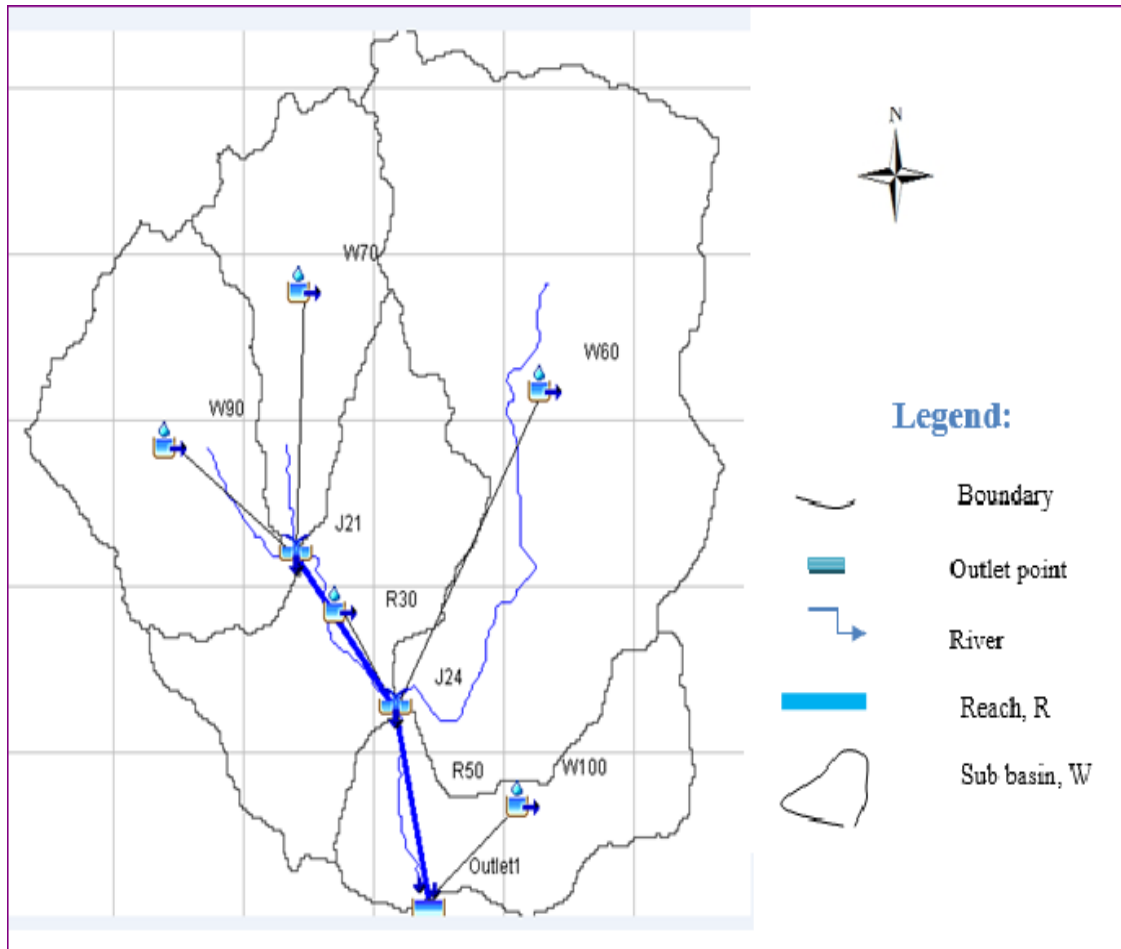 N
W70
W60
W90
J21
R30
J24
R50
W100
Outlet1
Legend:
Boundary
Outlet point
River
Reach, R
Sub basin, W